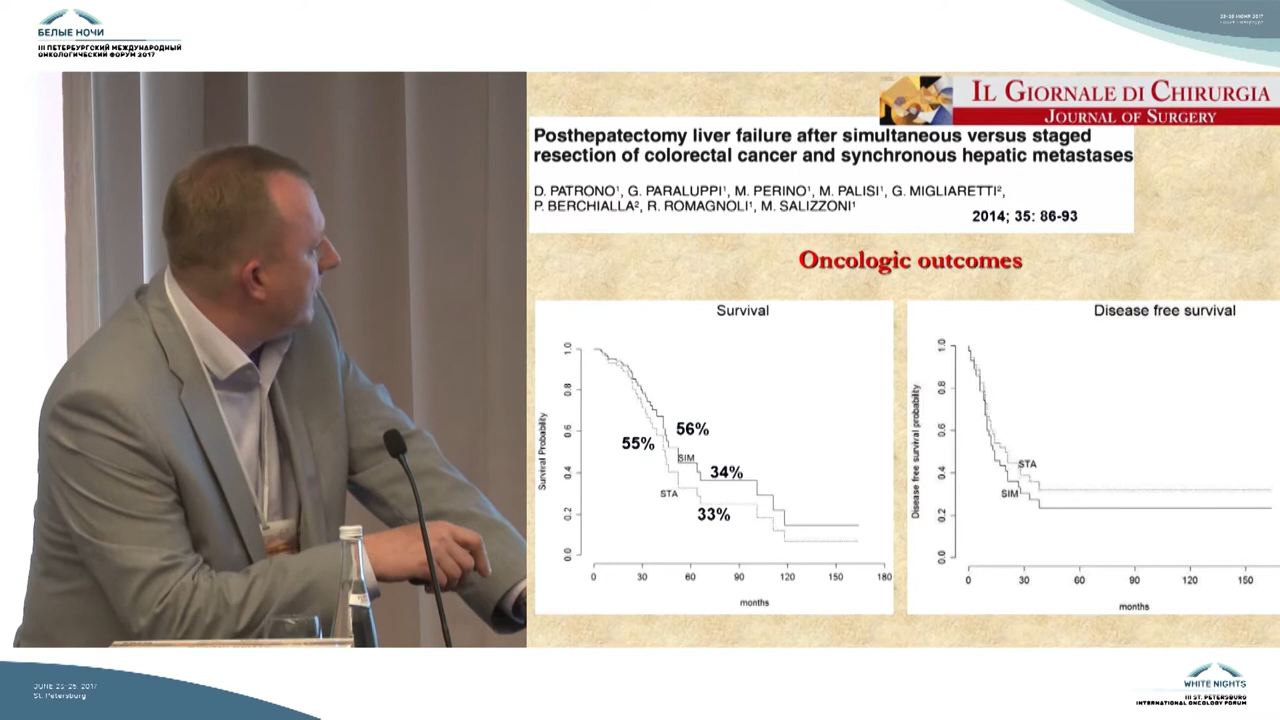 БЕЛЫЕ НОЧИ
III ПЕТЕРБУРГСКИЙ МЕЖДУНАРОДНЫЙ
ОНКОЛОГИЧЕСКИЙ ФОРУМ 2017
IL GIORNALE DI CHIRURGIA
JOURNAL OF SURGERY
Posthepatectomy liver failure after simultaneous versus staged
resection of colorectal cancer and synchronous hepatic metastases
D. PATRONO¹, G. PARALUPPI¹, M. PERINO¹, M. PALISI¹, G. MIGLIARETTI²,
P. BERCHIALLA², R. ROMAGNOLI¹, M. SALIZZONI¹
2014; 35: 86-93
Oncologic outcomes
Survival
Survival Probability
1.0
0.8
0.6
0.4
0.2
0.0
56%
55%
SIM
34%
STA
33%
0 30 60 90 120 150 180
months
Disease free survival
Disease free survival probability
1.0
0.8
0.6
0.4
0.2
0.0
STA
SIM
0 30 60 90 120 150
months
JUNE 23-26, 2017
St. Petersburg
WHITE NIGHTS
III ST. PETERSBURG
INTERNATIONAL ONCOLOGY FORUM